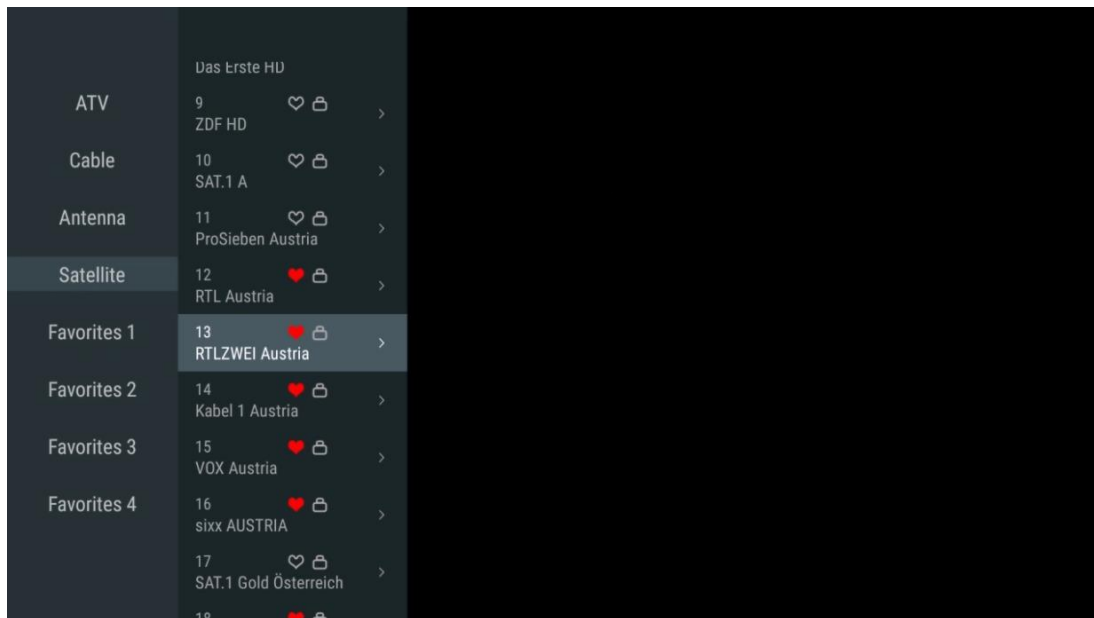 ATV
Cable
Antenna
Satellite
Favorites 1
Favorites 2
Favorites 3
Favorites 4
Das Erste HD
9
ZDF HD
10
SAT.1 A
11
ProSieben Austria
12
RTL Austria
13
RTLZWEI Austria
14
Kabel 1 Austria
15
VOX Austria
16
sixx AUSTRIA
17
SAT.1 Gold Österreich
18